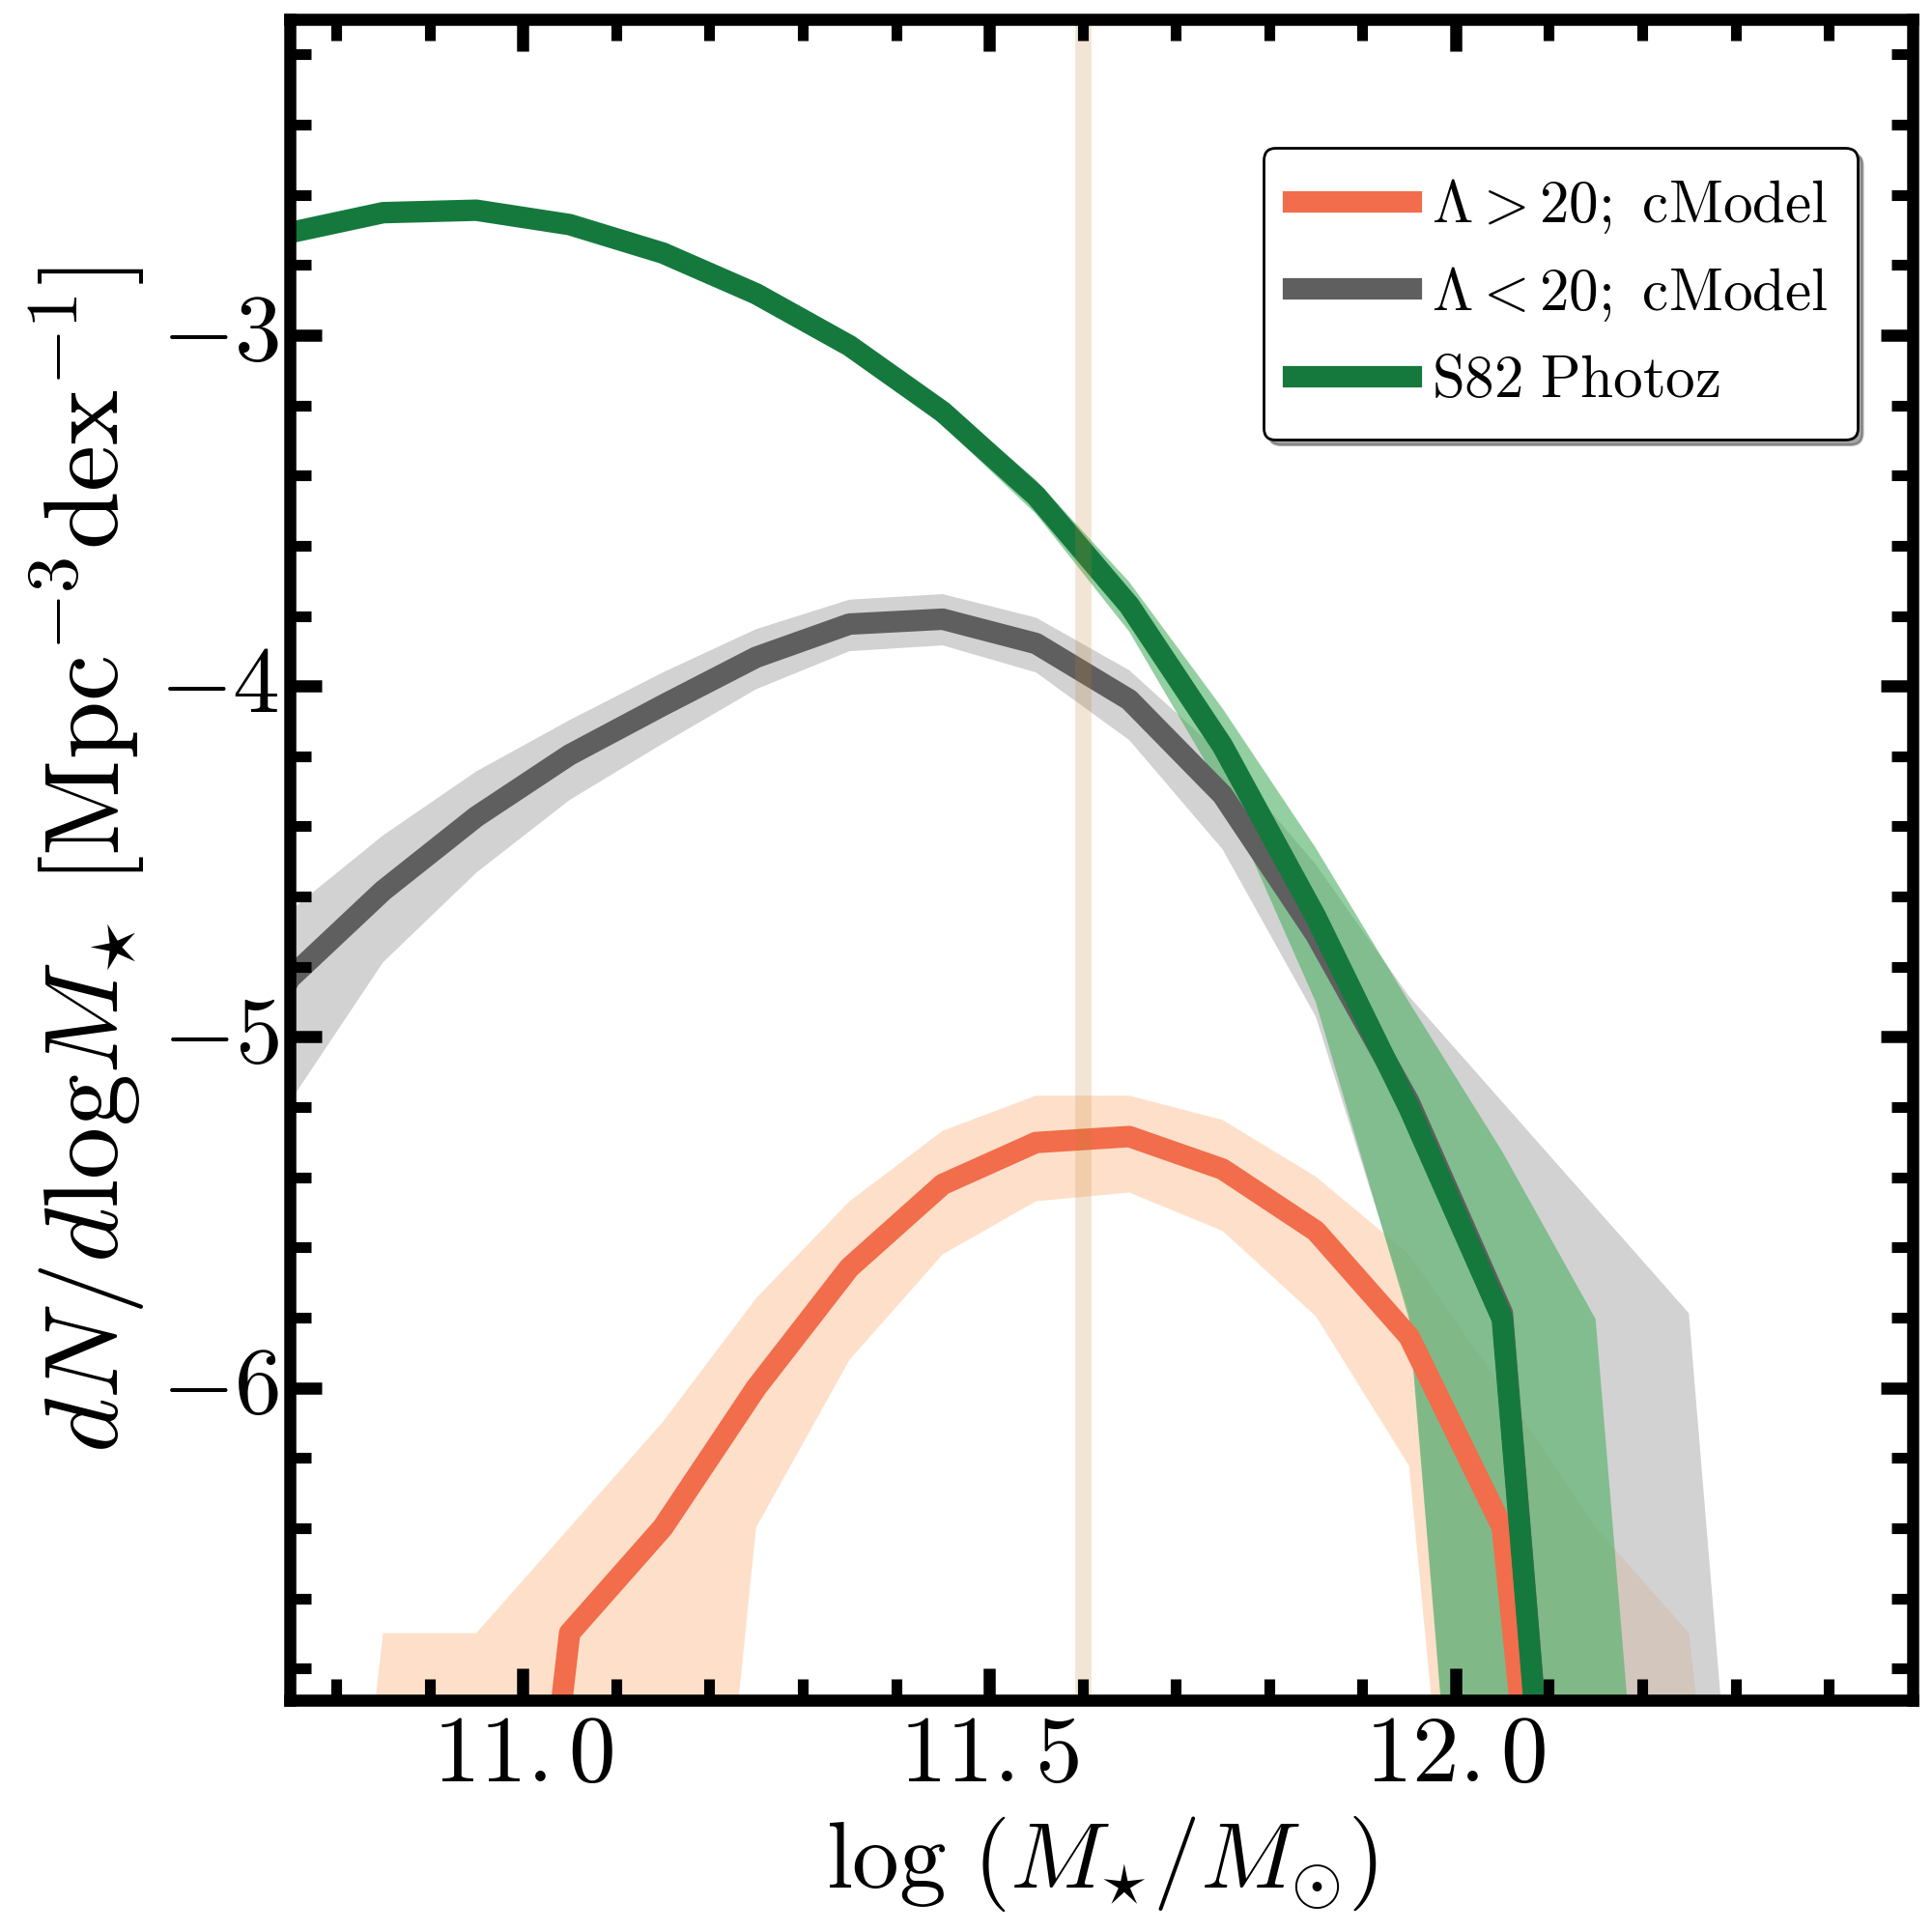 Λ > 20; cModel
Λ < 20; cModel
S82 Photoz
dN/dlogM⋆ [Mpc⁻³dex⁻¹]
−3
−4
−5
−6
11.0
11.5
12.0
log (M⋆/M⊙)